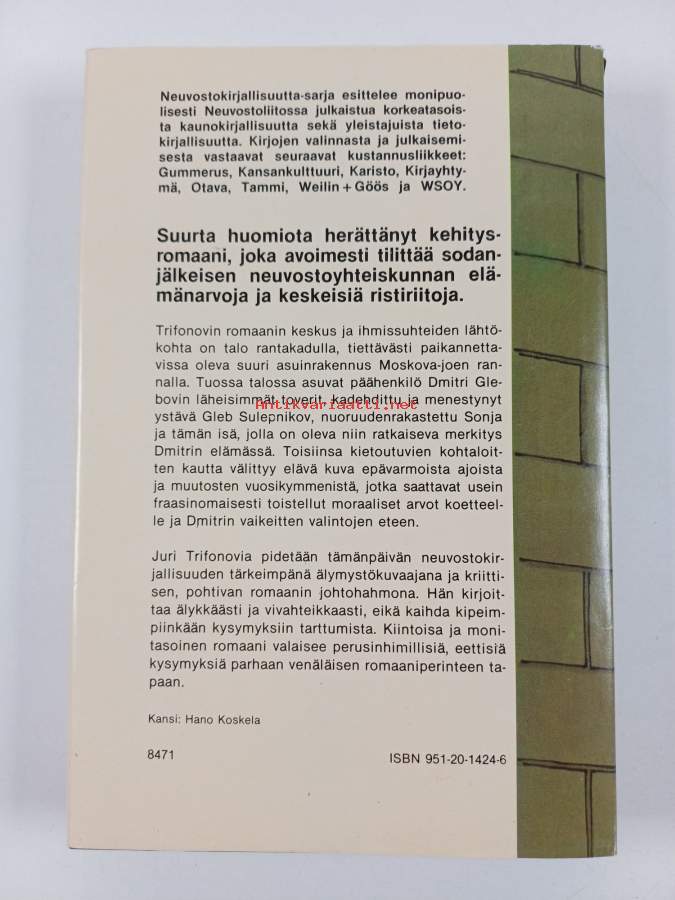 Neuvostokirjallisuutta-sarja esittelee monipuo-
lisesti Neuvostoliitossa julkaistua korkeatasois-
ta kaunokirjallisuutta sekä yleistajuista tieto-
kirjallisuutta. Kirjojen valinnasta ja julkaisemi-
sesta vastaavat seuraavat kustannusliikkeet:
Gummerus, Kansankulttuuri, Karisto, Kirjayhty-
mä, Otava, Tammi, Weilin+Göös ja WSOY.
Suurta huomiota herättänyt kehitys-
romaani, joka avoimesti tilittää sodan-
jälkeisen neuvostoyhteiskunnan elä-
mänarvoja ja keskeisiä ristiriitoja.
Trifonovin romaanin keskus ja ihmissuhteiden lähtö-
kohta on talo rantakadulla, tiettävästi paikannetta-
vissa oleva suuri asuinrakennus Moskova-joen ran-
nalla. Tuossa talossa asuvat päähenkilö Dmitri Gle-
bovin läheisimmät toverit, kadehdittu ja menestynyt
Antikvariaatti.net
ystävä Gleb Sulepnikov, nuoruudenrakastettu Sonja
ja tämän isä, jolla on oleva niin ratkaiseva merkitys
Dmitrin elämässä. Toisiinsa kietoutuvien kohtaloit-
ten kautta välittyy elävä kuva epävarmoista ajoista
ja muutosten vuosikymmenistä, jotka saattavat usein
fraasinomaisesti toistellut moraaliset arvot koetteel-
le ja Dmitrin vaikeitten valintojen eteen.
Juri Trifonovia pidetään tämänpäivän neuvostokir-
jallisuuden tärkeimpänä älymystökuvaajana ja kriitti-
sen, pohtivan romaanin johtohahmona. Hän kirjoit-
taa älykkäästi ja vivahteikkaasti, eikä kaihda kipeim-
piinkään kysymyksiin tarttumista. Kiintoisa ja moni-
tasoinen romaani valaisee perusinhimillisiä, eettisiä
kysymyksiä parhaan venäläisen romaaniperinteen ta-
paan.
Kansi: Hano Koskela
8471
ISBN 951-20-1424-6